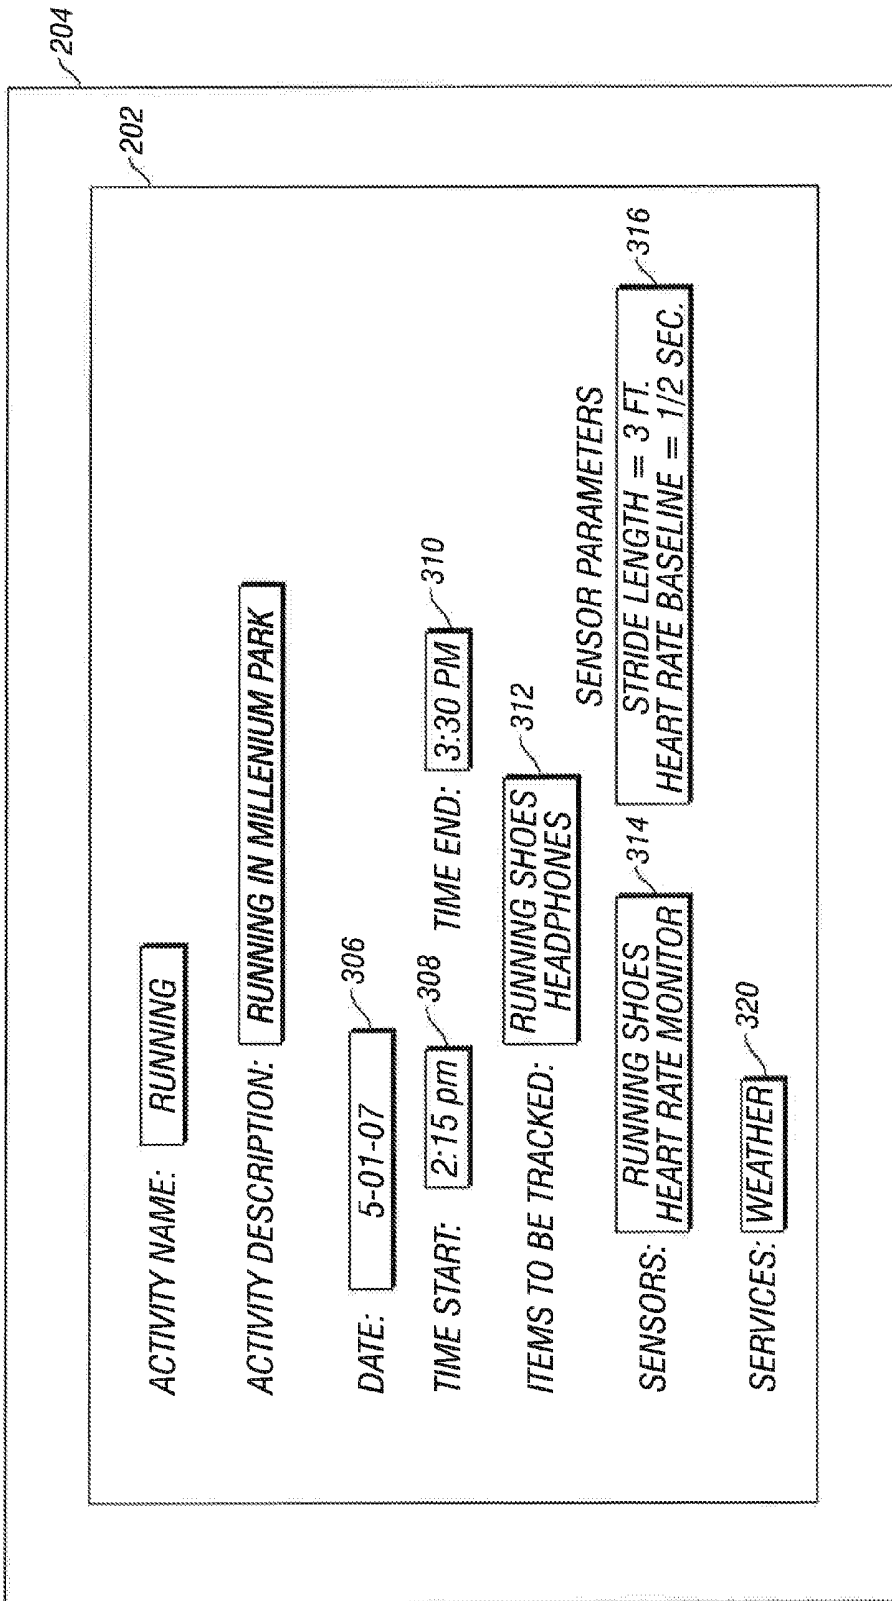 204
202
ACTIVITY NAME: RUNNING
ACTIVITY DESCRIPTION: RUNNING IN MILLENIUM PARK
DATE: 5-01-07 306
TIME START: 2:15 pm 308 TIME END: 3:30 PM 310
ITEMS TO BE TRACKED: RUNNING SHOES 312
HEADPHONES
SENSOR PARAMETERS
SENSORS: RUNNING SHOES 314 STRIDE LENGTH = 3 FT. 316
HEART RATE MONITOR HEART RATE BASELINE = 1/2 SEC.
SERVICES: WEATHER 320